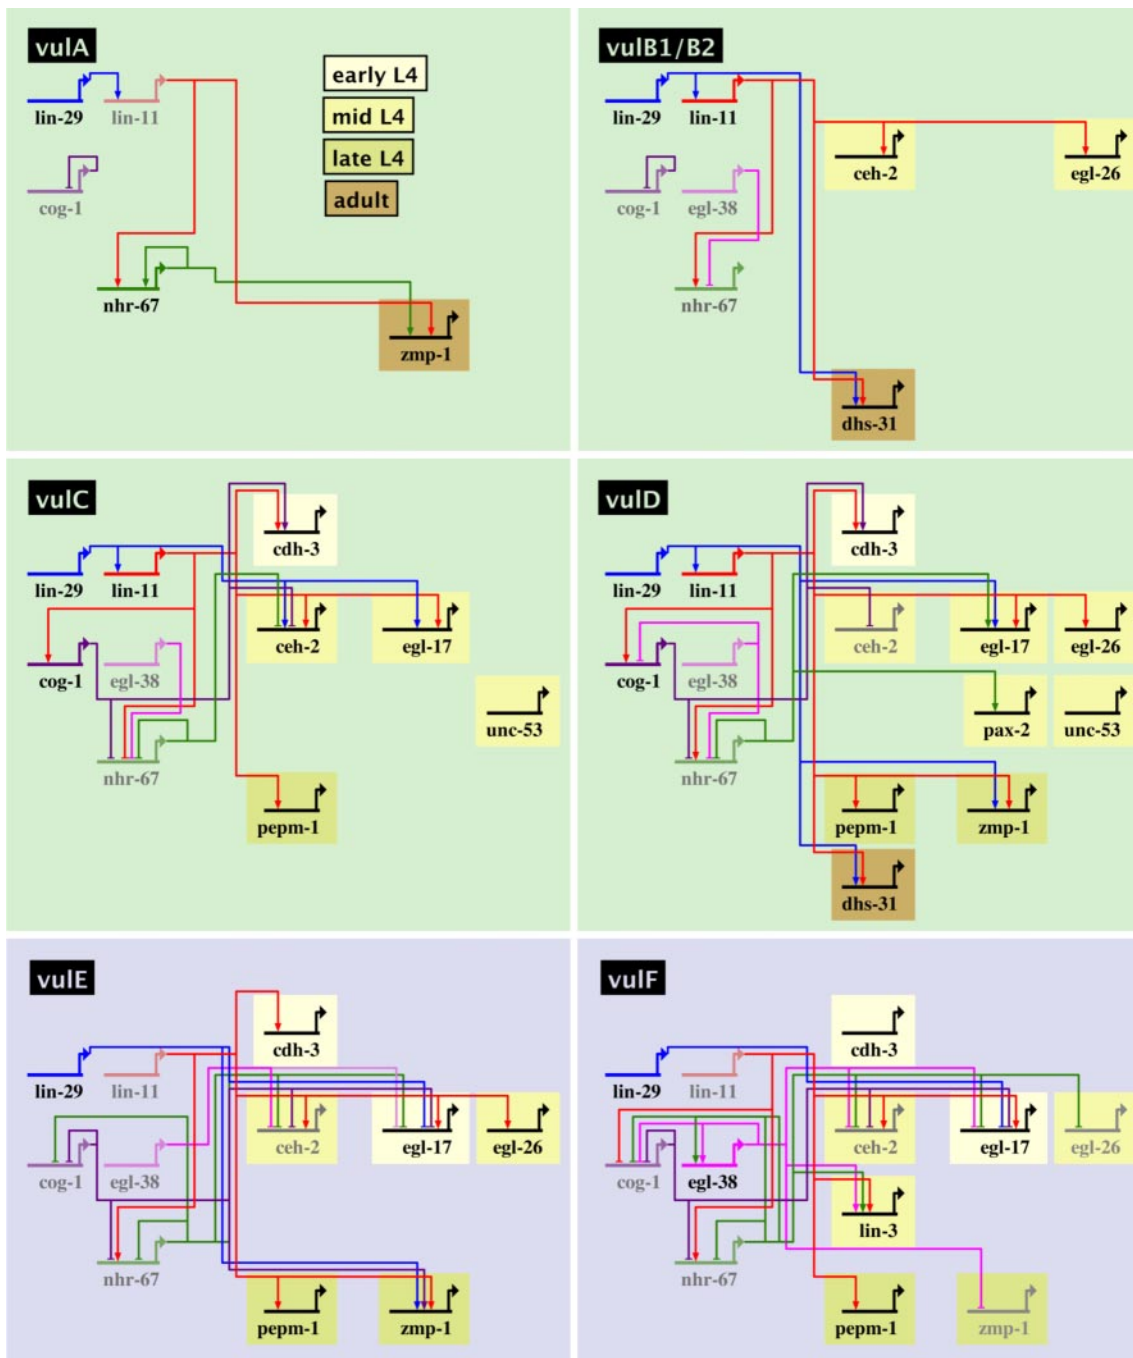 vulA
early L4
lin-29 lin-11
mid L4
late L4
cog-1
adult
nhr-67
zmp-1
vulB1/B2
lin-29 lin-11
ceh-2 egl-26
cog-1 egl-38
nhr-67
dhs-31
vulC
cdh-3
lin-29 lin-11
ceh-2 egl-17
cog-1 egl-38
unc-53
nhr-67
pepm-1
vulD
cdh-3
lin-29 lin-11
ceh-2 egl-17 egl-26
cog-1 egl-38
pax-2 unc-53
nhr-67
pepm-1 zmp-1
dhs-31
vulE
cdh-3
lin-29 lin-11
ceh-2 egl-17 egl-26
cog-1 egl-38
nhr-67
pepm-1 zmp-1
vulF
cdh-3
lin-29 lin-11
ceh-2 egl-17 egl-26
cog-1 egl-38
lin-3
nhr-67
pepm-1 zmp-1